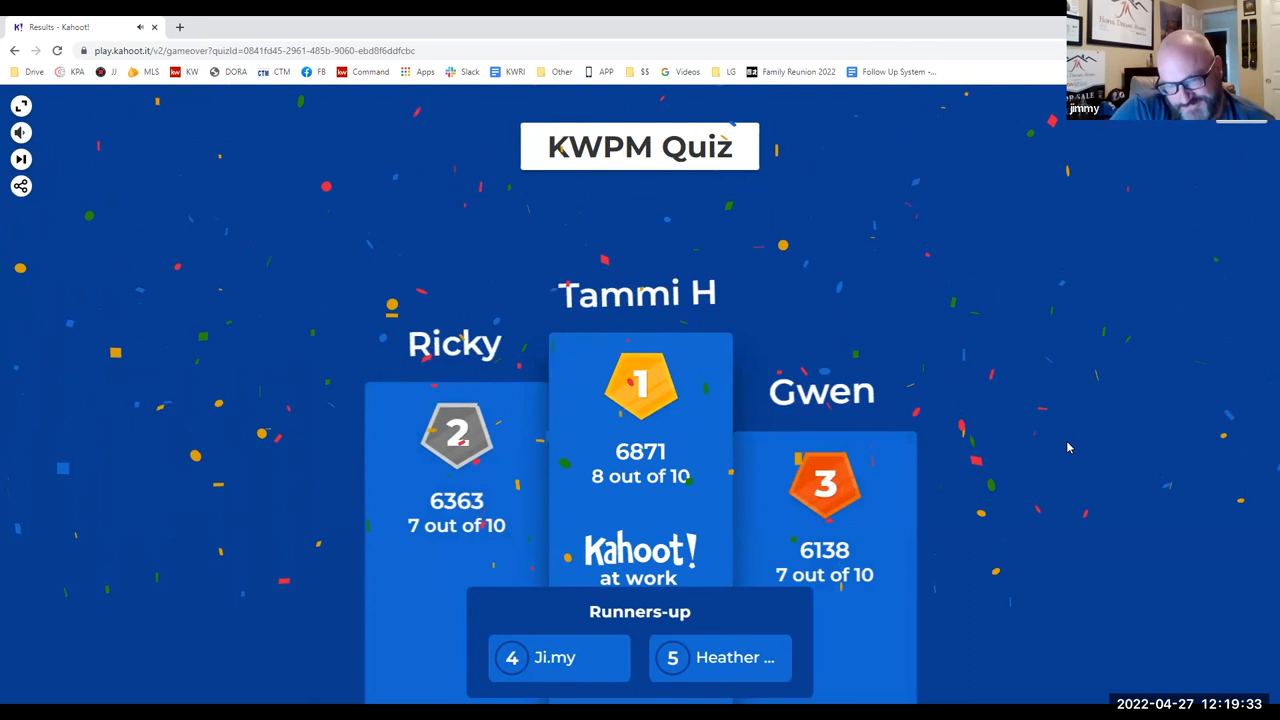 Results - Kahoot!
play.kahoot.it/v2/gameover?quizId=0841fd45-2961-485b-9060-ebd8f6ddfcbc
Drive KPA JJ MLS KW DORA CTM CTM FB KW Command Apps Slack KWRI Other APP $$ Videos LG Family Reunion 2022 Follow Up System -...
jimmy
KWPM Quiz
Tammi H
Ricky
Gwen
1
6871
8 out of 10
2
6363
7 out of 10
3
6138
7 out of 10
Kahoot!
at work
Runners-up
4 Ji.my
5 Heather ...
2022-04-27 12:19:33